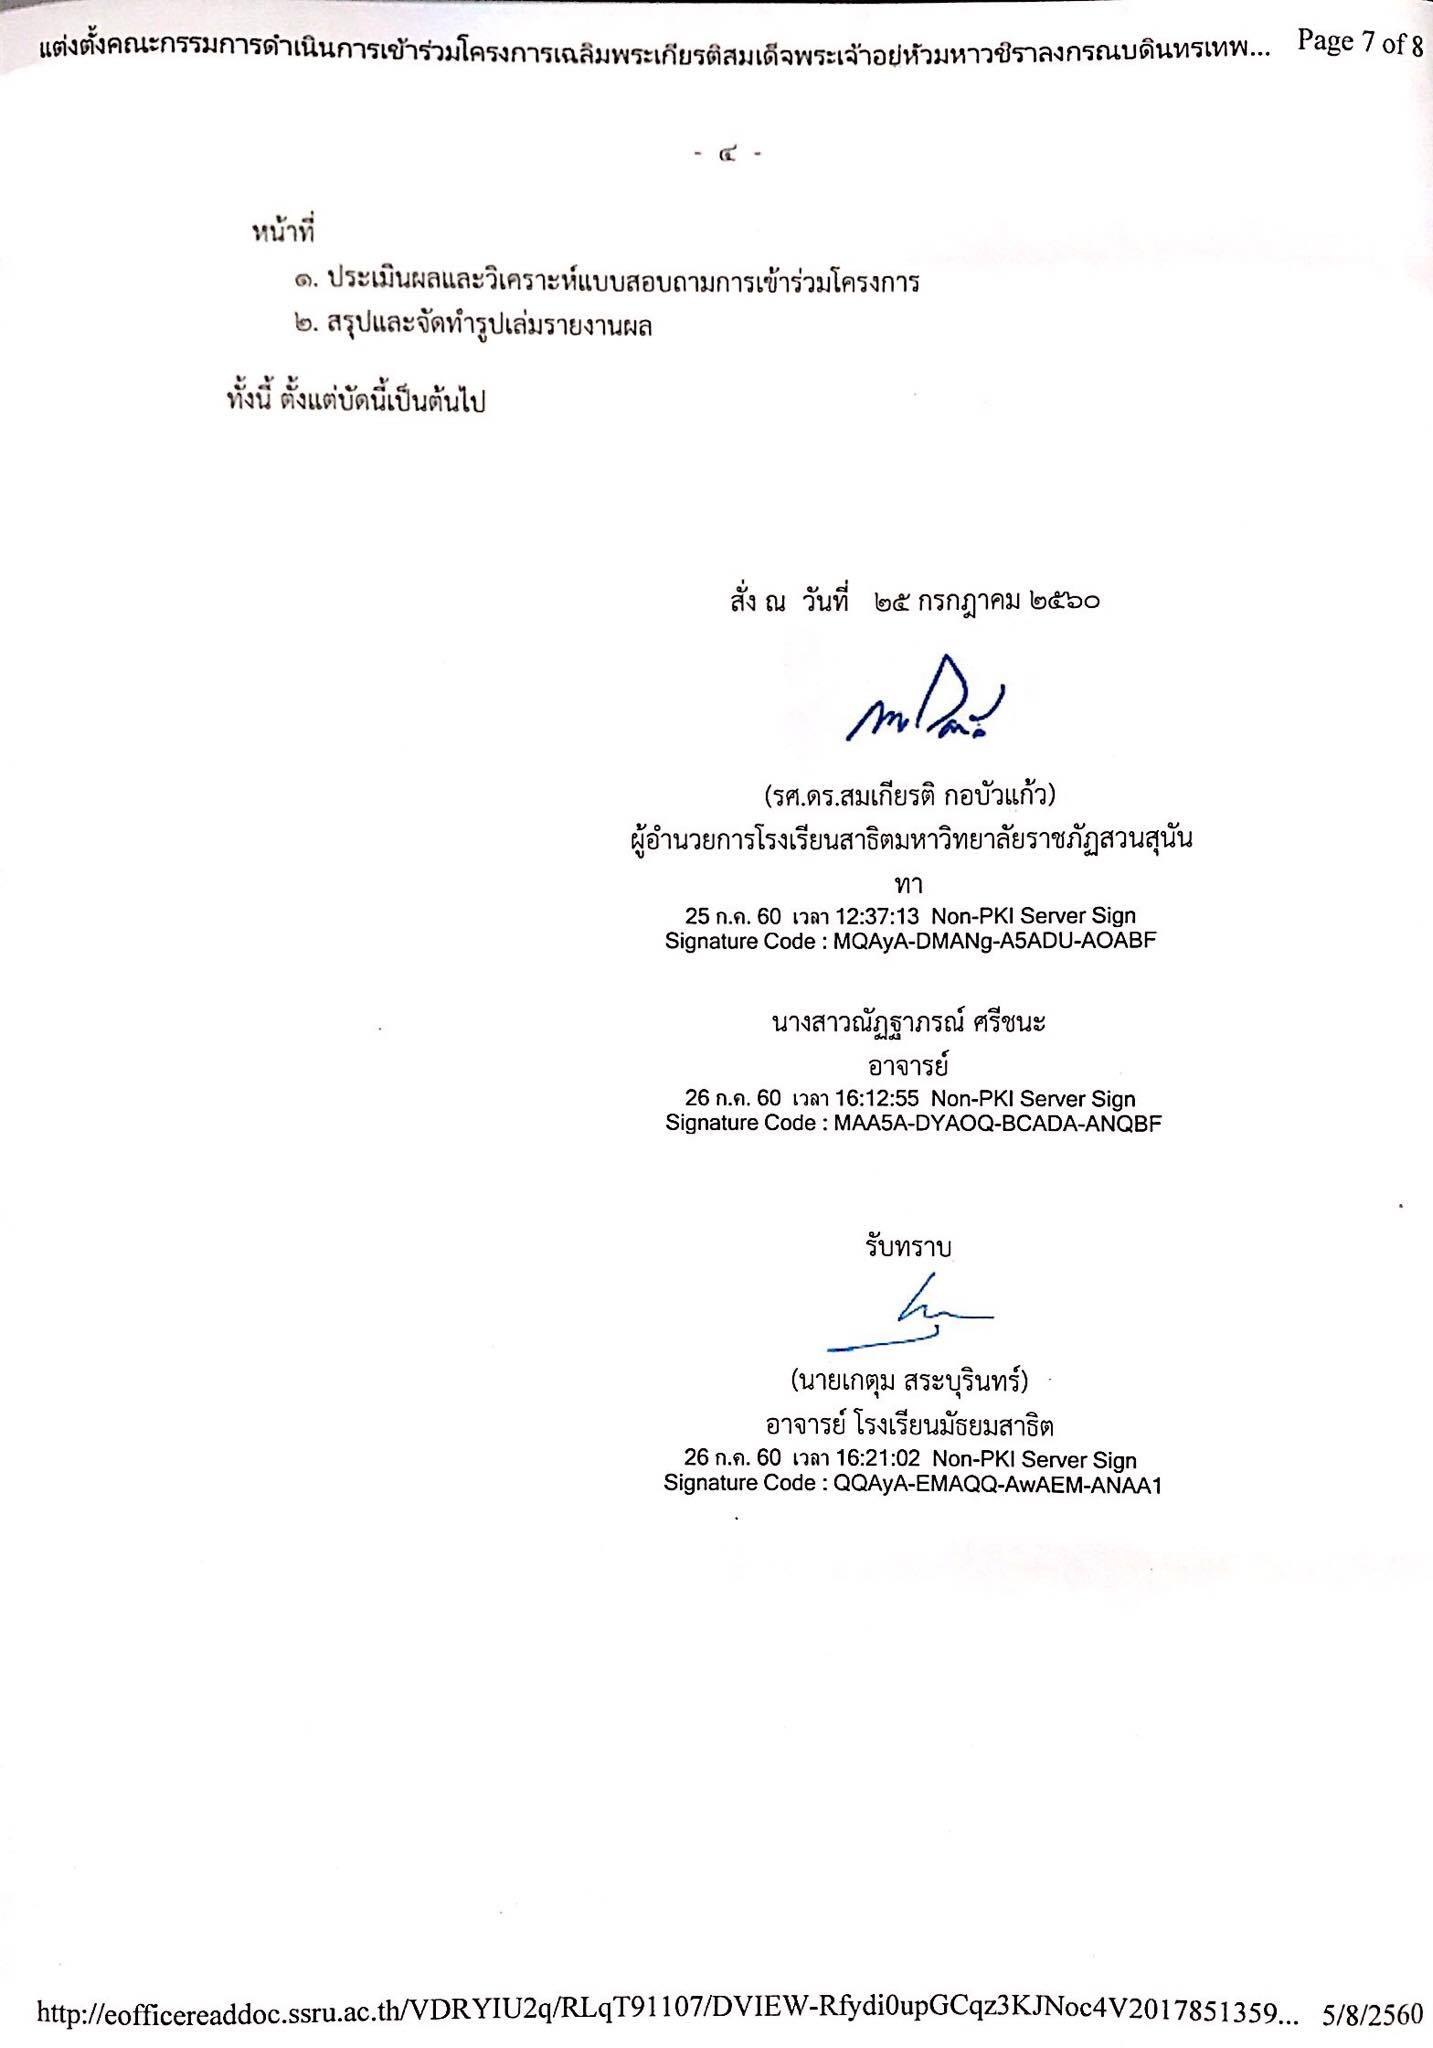 แต่งตั้งคณะกรรมการดำเนินการเข้าร่วมโครงการเฉลิมพระเกียรติสมเด็จพระเจ้าอยู่หัวมหาวชิราลงกรณบดินทรเทพ... Page 7 of 8
- ๔ -
หน้าที่
๑. ประเมินผลและวิเคราะห์แบบสอบถามการเข้าร่วมโครงการ
๒. สรุปและจัดทำรูปเล่มรายงานผล
ทั้งนี้ ตั้งแต่บัดนี้เป็นต้นไป
สั่ง ณ วันที่ ๒๕ กรกฎาคม ๒๕๖๐
(รศ.ดร.สมเกียรติ กอบัวแก้ว)
ผู้อำนวยการโรงเรียนสาธิตมหาวิทยาลัยราชภัฏสวนสุนัน
ทา
25 ก.ค. 60 เวลา 12:37:13 Non-PKI Server Sign
Signature Code : MQAyA-DMANg-A5ADU-AOABF
นางสาวณัฏฐาภรณ์ ศรีชนะ
อาจารย์
26 ก.ค. 60 เวลา 16:12:55 Non-PKI Server Sign
Signature Code : MAA5A-DYAOQ-BCADA-ANQBF
รับทราบ
(นายเกตุม สระบุรินทร์)
อาจารย์ โรงเรียนมัธยมสาธิต
26 ก.ค. 60 เวลา 16:21:02 Non-PKI Server Sign
Signature Code : QQAyA-EMAQQ-AwAEM-ANAA1
http://eofficereaddoc.ssru.ac.th/VDRYIU2q/RLqT91107/DVIEW-Rfydi0upGCqz3KJNoc4V2017851359... 5/8/2560